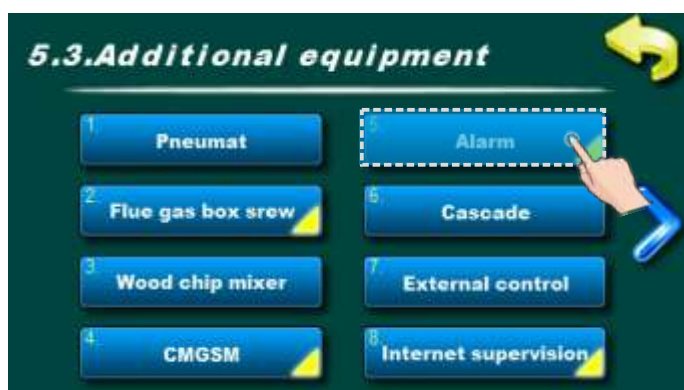 5.3.Additional equipment
1. Pneumat
5. Alarm
2. Flue gas box srew
6. Cascade
3. Wood chip mixer
7. External control
4. CMGSM
8. Internet supervision